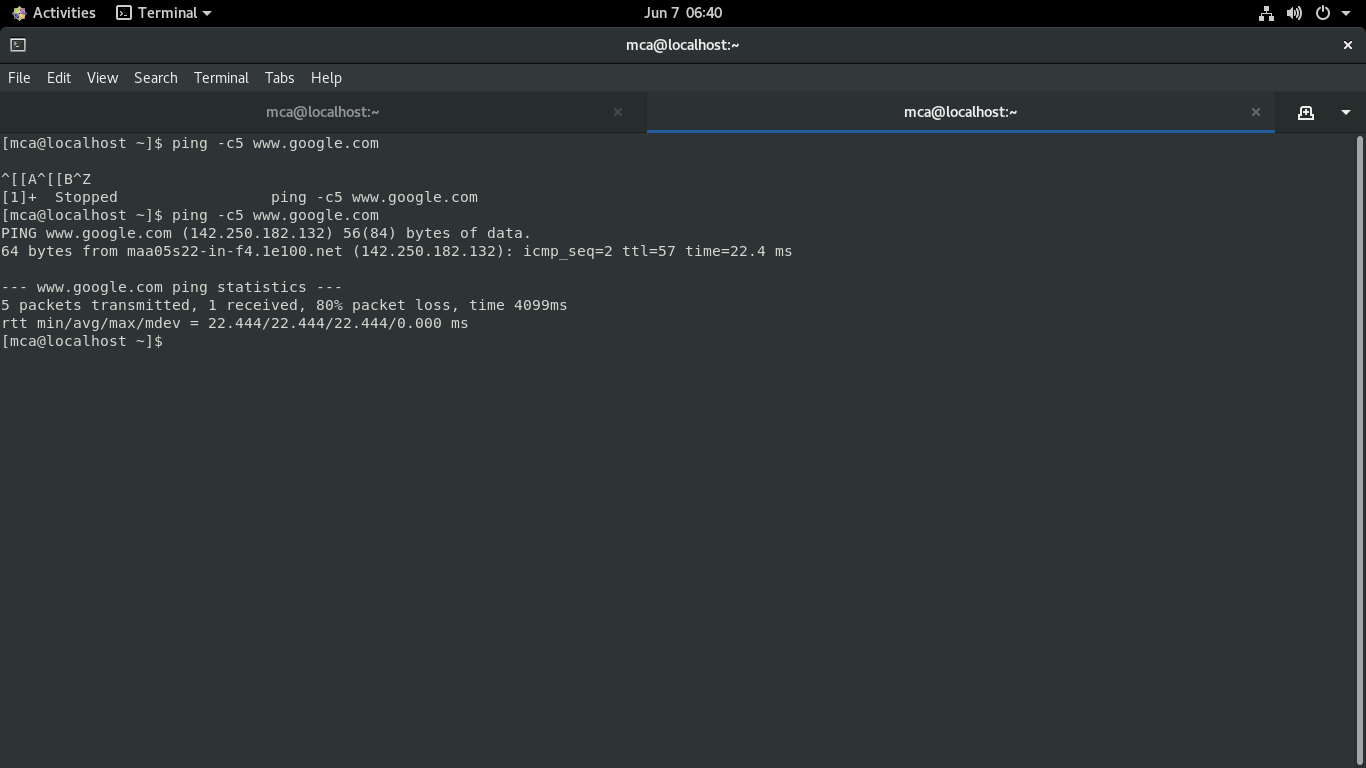 Activities Terminal Jun 7 06:40
mca@localhost:~
File Edit View Search Terminal Tabs Help
mca@localhost:~ mca@localhost:~
[mca@localhost ~]$ ping -c5 www.google.com
^[[A^[[B^Z
[1]+  Stopped                 ping -c5 www.google.com
[mca@localhost ~]$ ping -c5 www.google.com
PING www.google.com (142.250.182.132) 56(84) bytes of data.
64 bytes from maa05s22-in-f4.1e100.net (142.250.182.132): icmp_seq=2 ttl=57 time=22.4 ms
--- www.google.com ping statistics ---
5 packets transmitted, 1 received, 80% packet loss, time 4099ms
rtt min/avg/max/mdev = 22.444/22.444/22.444/0.000 ms
[mca@localhost ~]$